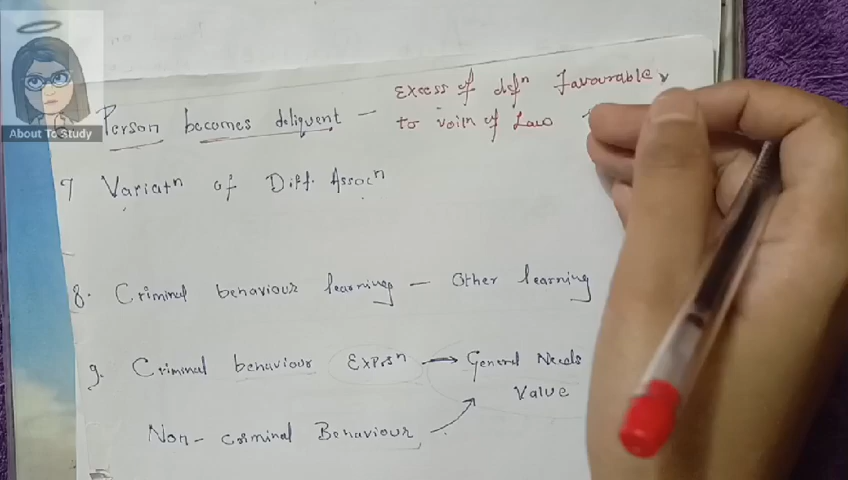 About To Study
Person becomes deliquent — Excess of defn Favourable
to voiln of Law
7 Variatn of Diff. Assocn
8. Criminal behaviour learning — Other learning
9. Criminal behaviour Exprsn → General Needs
Value
Non-criminal Behaviour